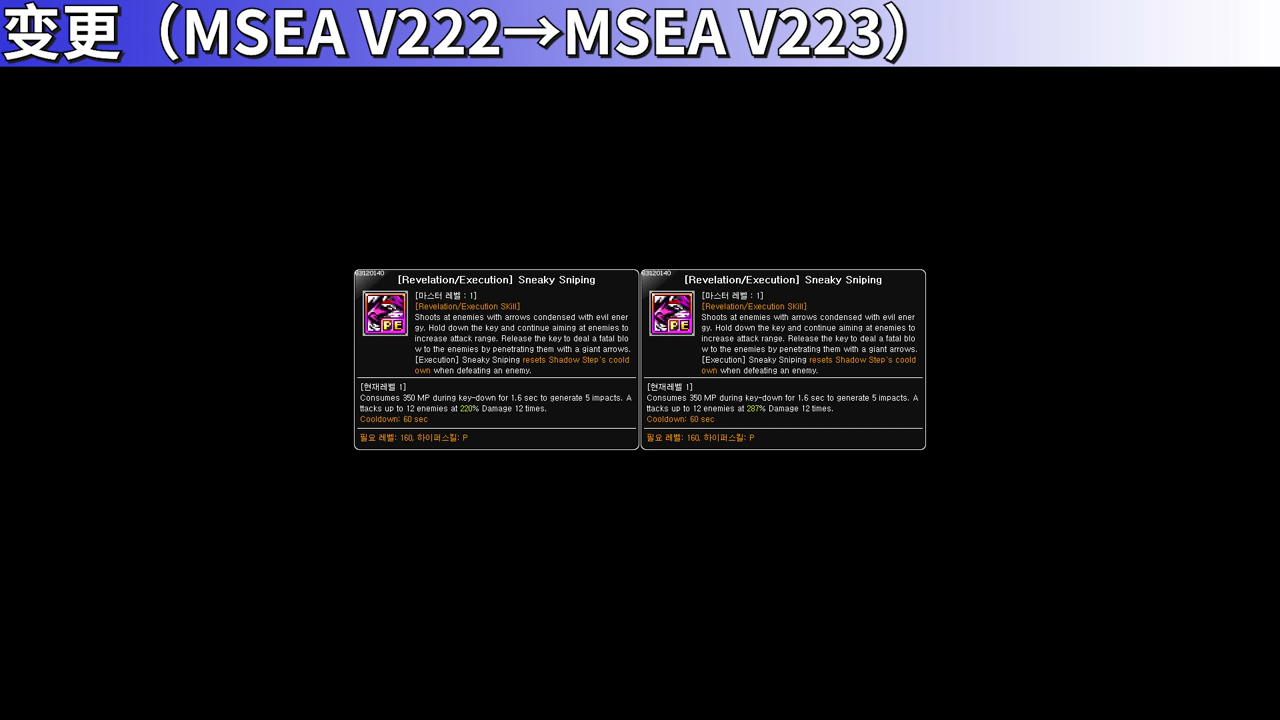 变更（MSEA V222→MSEA V223）
63120140
[Revelation/Execution] Sneaky Sniping
[마스터 레벨 : 1]
[Revelation/Execution Skill]
Shoots at enemies with arrows condensed with evil ener
gy. Hold down the key and continue aiming at enemies to
increase attack range. Release the key to deal a fatal blo
w to the enemies by penetrating them with a giant arrows.
[Execution] Sneaky Sniping resets Shadow Step's coold
own when defeating an enemy.
[현재레벨 1]
Consumes 350 MP during key-down for 1.6 sec to generate 5 impacts. A
ttacks up to 12 enemies at 220% Damage 12 times.
Cooldown: 60 sec
필요 레벨: 160, 하이퍼스킬: P
PE
63120140
[Revelation/Execution] Sneaky Sniping
[마스터 레벨 : 1]
[Revelation/Execution Skill]
Shoots at enemies with arrows condensed with evil ener
gy. Hold down the key and continue aiming at enemies to
increase attack range. Release the key to deal a fatal blo
w to the enemies by penetrating them with a giant arrows.
[Execution] Sneaky Sniping resets Shadow Step's coold
own when defeating an enemy.
[현재레벨 1]
Consumes 350 MP during key-down for 1.6 sec to generate 5 impacts. A
ttacks up to 12 enemies at 287% Damage 12 times.
Cooldown: 60 sec
필요 레벨: 160, 하이퍼스킬: P
PE